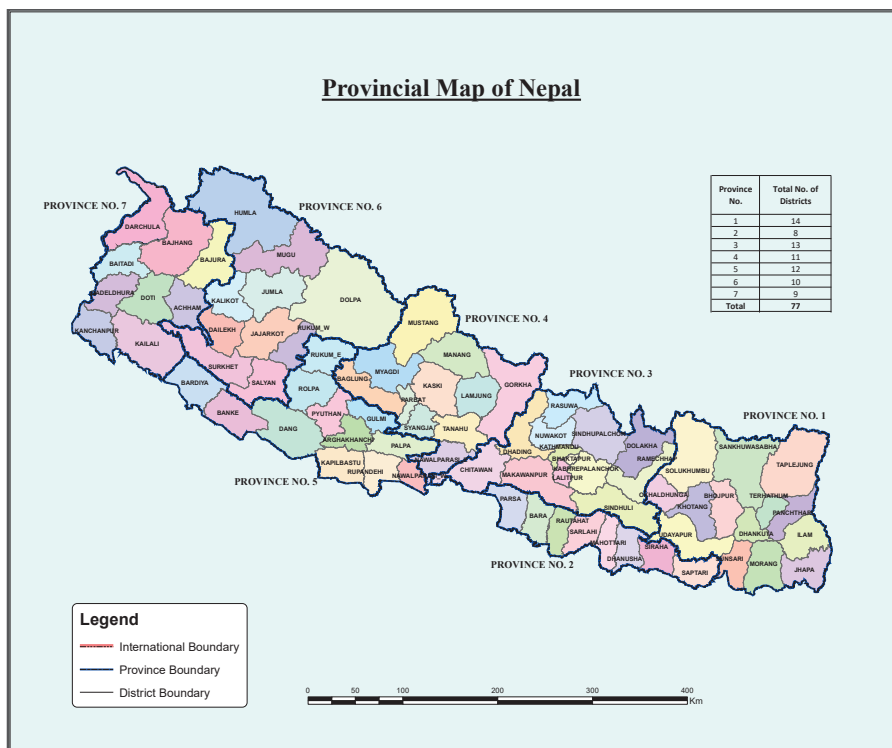 Provincial Map of Nepal
Province No. Total No. of Districts
1 14
2 8
3 13
4 11
5 12
6 10
7 9
Total 77
PROVINCE NO. 7
PROVINCE NO. 6
HUMLA
DARCHULA
BAJHANG
BAJURA
MUGU
BAITADI
DOTI
ACHHAM
KALIKOT
JUMLA
DOLPA
KANCHANPUR
KAILALI
DAILEKH
JAJARKOT
RUKUM_W
SURKHET
SALYAN
PROVINCE NO. 4
MUSTANG
MANANG
RUKUM_E
MYAGDI
BAGLUNG
KASKI
PARBAT
LAMJUNG
GORKHA
SYANGJA
TANAHU
BARDIYA
BANKE
ROLPA
DANG
PYUTHAN
GULMI
ARGHAKHANCHI
PALPA
KAPILBASTU
RUPANDEHI
PROVINCE NO. 5
PROVINCE NO. 3
RASUWA
NUWAKOT
SINDHUPALCHOK
DOLAKHA
DHADING
KATHMANDU
BHAKTAPUR
LALITPUR
RAMECHHAP
CHITAWAN
MAKAWANPUR
SINDHULI
PROVINCE NO. 1
SANKHUWASABHA
TAPLEJUNG
SOLUKHUMBU
KHOTANG
BHOJPUR
TERHATHUM
PANCHTHAR
DHANKUTA
ILAM
UDAYAPUR
MORANG
JHAPA
PARSA
BARA
RAUTAHAT
SARLAHI
MAHOTTARI
DHANUSHA
SIRAHA
SAPTARI
PROVINCE NO. 2
Legend
International Boundary
Province Boundary
District Boundary
0 50 100 200 300 400
Km